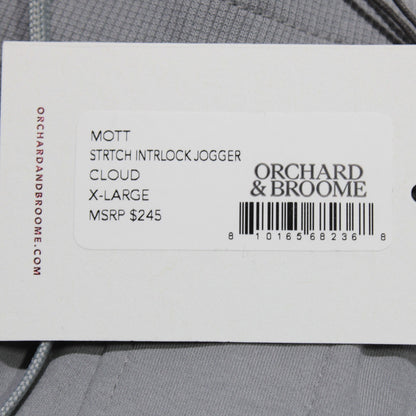 ORCHARDANDBROOME.COM
MOTT
STRTCH INTRLOCK JOGGER
CLOUD
X-LARGE
MSRP $245
ORCHARD
& BROOME
8 10165 68236 8